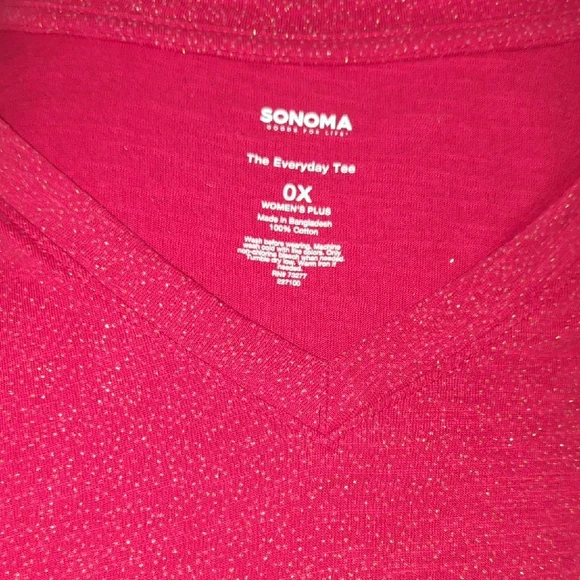 SONOMA
GOODS FOR LIFE®
The Everyday Tee
0X
WOMEN'S PLUS
Made in Bangladesh
100% Cotton
Wash before wearing. Machine
wash cold with like colors. Only
non-chlorine bleach when needed.
Tumble dry low. Warm iron if
needed.
RN# 73277
227100